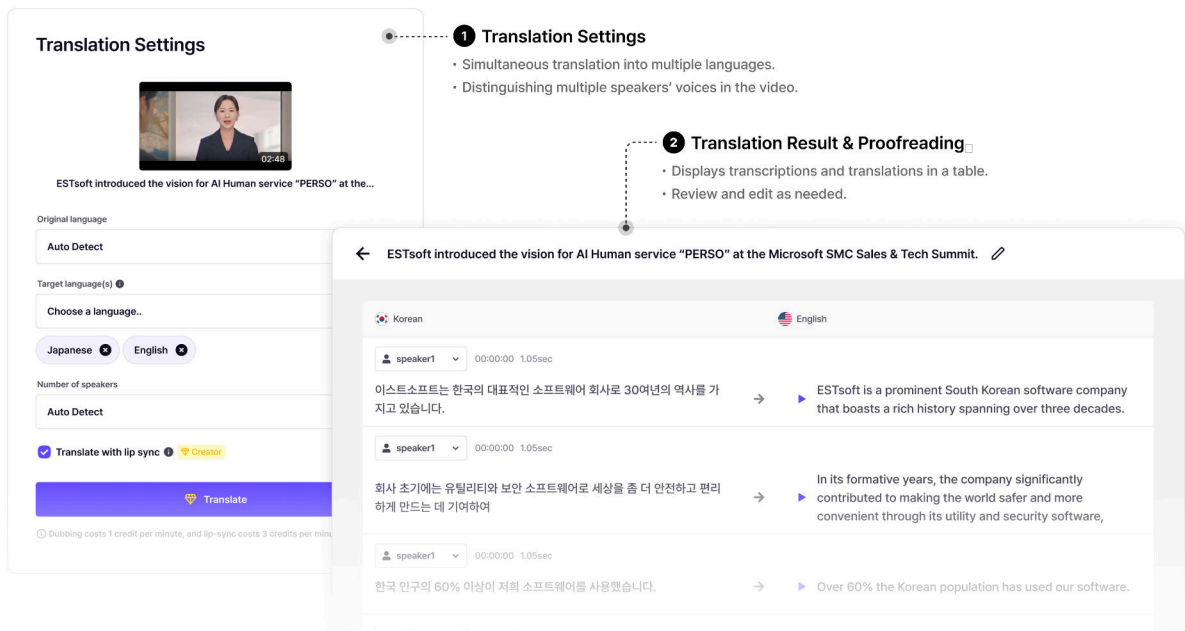 Translation Settings
02:48
ESTsoft introduced the vision for AI Human service “PERSO” at the...
Original language
Auto Detect
Target language(s)
Choose a language..
Japanese
English
Number of speakers
Auto Detect
Translate with lip sync
Creator
Translate
Dubbing costs 1 credit per minute, and lip-sync costs 3 credits per
1 Translation Settings
• Simultaneous translation into multiple languages.
• Distinguishing multiple speakers’ voices in the video.
2 Translation Result & Proofreading
• Displays transcriptions and translations in a table.
• Review and edit as needed.
ESTsoft introduced the vision for AI Human service “PERSO” at the Microsoft SMC Sales & Tech Summit.
Korean
English
speaker1 00:00:00 1.05sec
이스트소프트는 한국의 대표적인 소프트웨어 회사로 30여년의 역사를 가
지고 있습니다.
ESTsoft is a prominent South Korean software company
that boasts a rich history spanning over three decades.
speaker1 00:00:00 1.05sec
회사 초기에는 유틸리티와 보안 소프트웨어로 세상을 좀 더 안전하고 편리
하게 만드는 데 기여하여
In its formative years, the company significantly
contributed to making the world safer and more
convenient through its utility and security software,
speaker1 00:00:00 1.05sec
한국 인구의 60% 이상이 저희 소프트웨어를 사용했습니다.
Over 60% the Korean population has used our software.